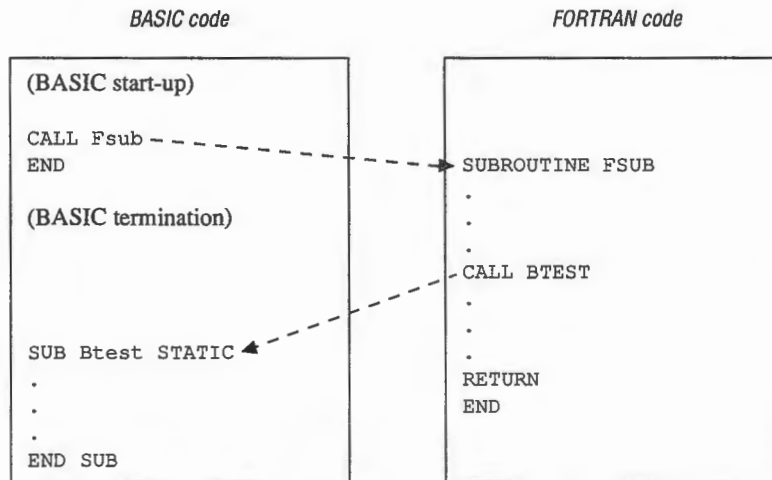 BASIC code
(BASIC start-up)
CALL Fsub
END
(BASIC termination)
SUB Btest STATIC
.
.
.
END SUB
FORTRAN code
SUBROUTINE FSUB
.
.
.
CALL BTEST
.
.
.
RETURN
END